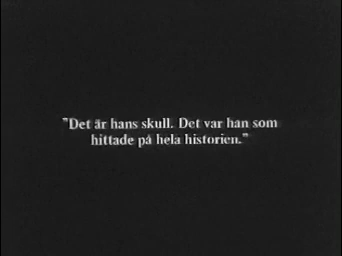 "Det är hans skull. Det var han som
hittade på hela historien."